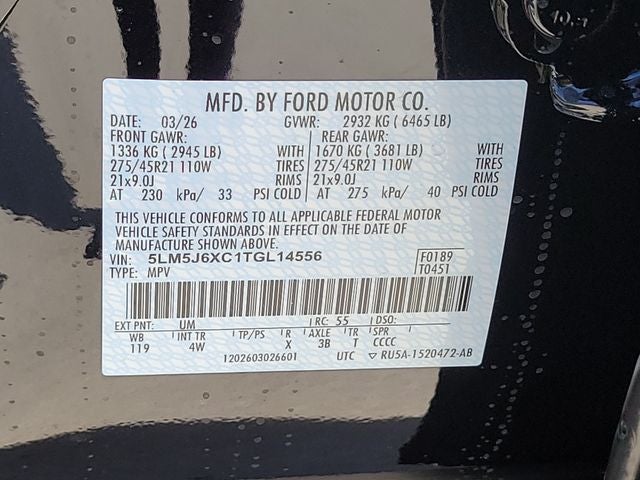 MFD. BY FORD MOTOR CO.
DATE: 03/26 GVWR: 2932 KG ( 6465 LB)
FRONT GAWR: REAR GAWR:
1336 KG ( 2945 LB) WITH 1670 KG ( 3681 LB) WITH
275/45R21 110W TIRES 275/45R21 110W TIRES
21x9.0J RIMS 21x9.0J RIMS
AT 230 kPa/ 33 PSI COLD AT 275 kPa/ 40 PSI COLD
THIS VEHICLE CONFORMS TO ALL APPLICABLE FEDERAL MOTOR
VEHICLE SAFETY STANDARDS IN EFFECT ON THE DATE OF
MANUFACTURE SHOWN ABOVE.
VIN: 5LM5J6XC1TGL14556 F0189
TYPE: MPV T0451
EXT PNT: UM RC: 55 DSO:
WB INT TR TP/PS R AXLE TR SPR
119 4W X 3B T CCCC
1202603026601 UTC ▽ RU5A-1520472-AB